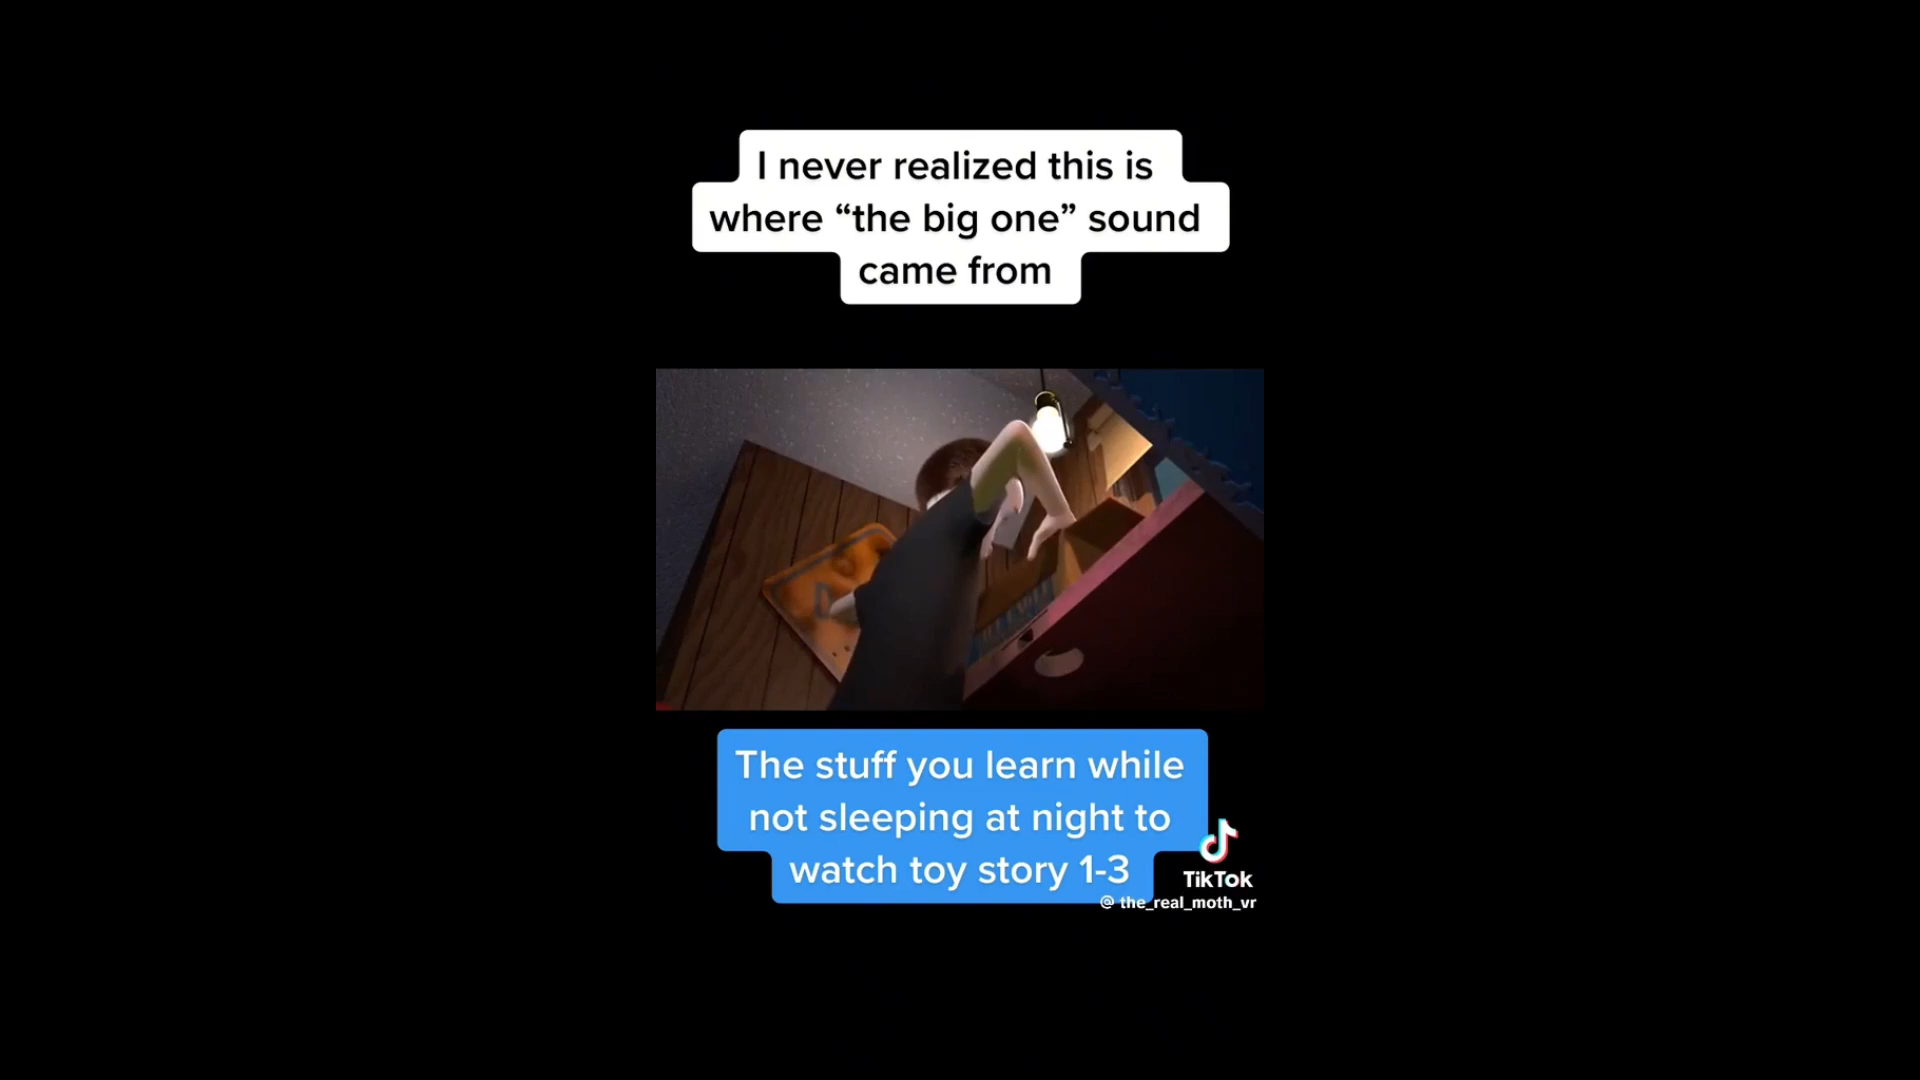 I never realized this is
where “the big one” sound
came from
The stuff you learn while
not sleeping at night to
watch toy story 1-3
TikTok
@ the_real_moth_vr